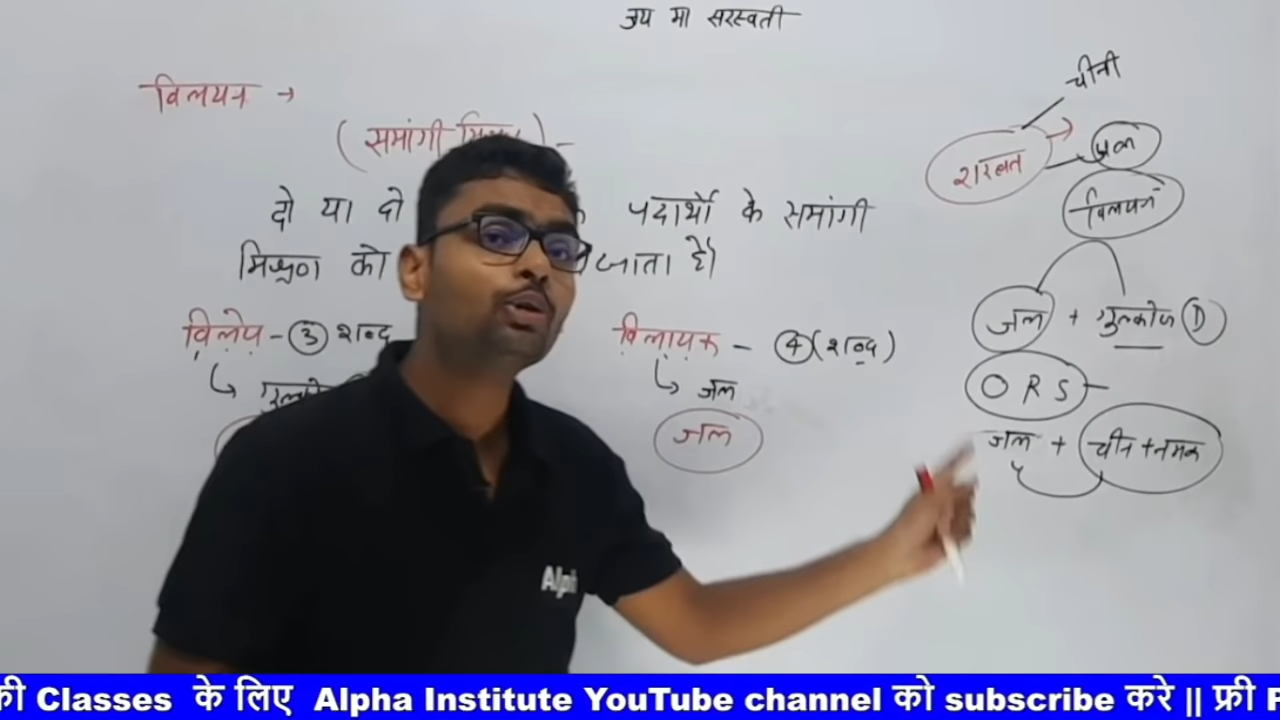 जय मा सरस्वती
विलयन →
(समांगी मिश्रण) -
दो या दो पदार्थो के समांगी
मिश्रण को जाता है।
विलेय - ③ शब्द
विलायक - ④ (शब्द)
↳ जल
जल
चीनी
शरबत →
विलयन
जल + ग्लुकोज (D)
O R S
जल + चीन + नमक
Alph
की Classes के लिए Alpha Institute YouTube channel को subscribe करे || फ्री F